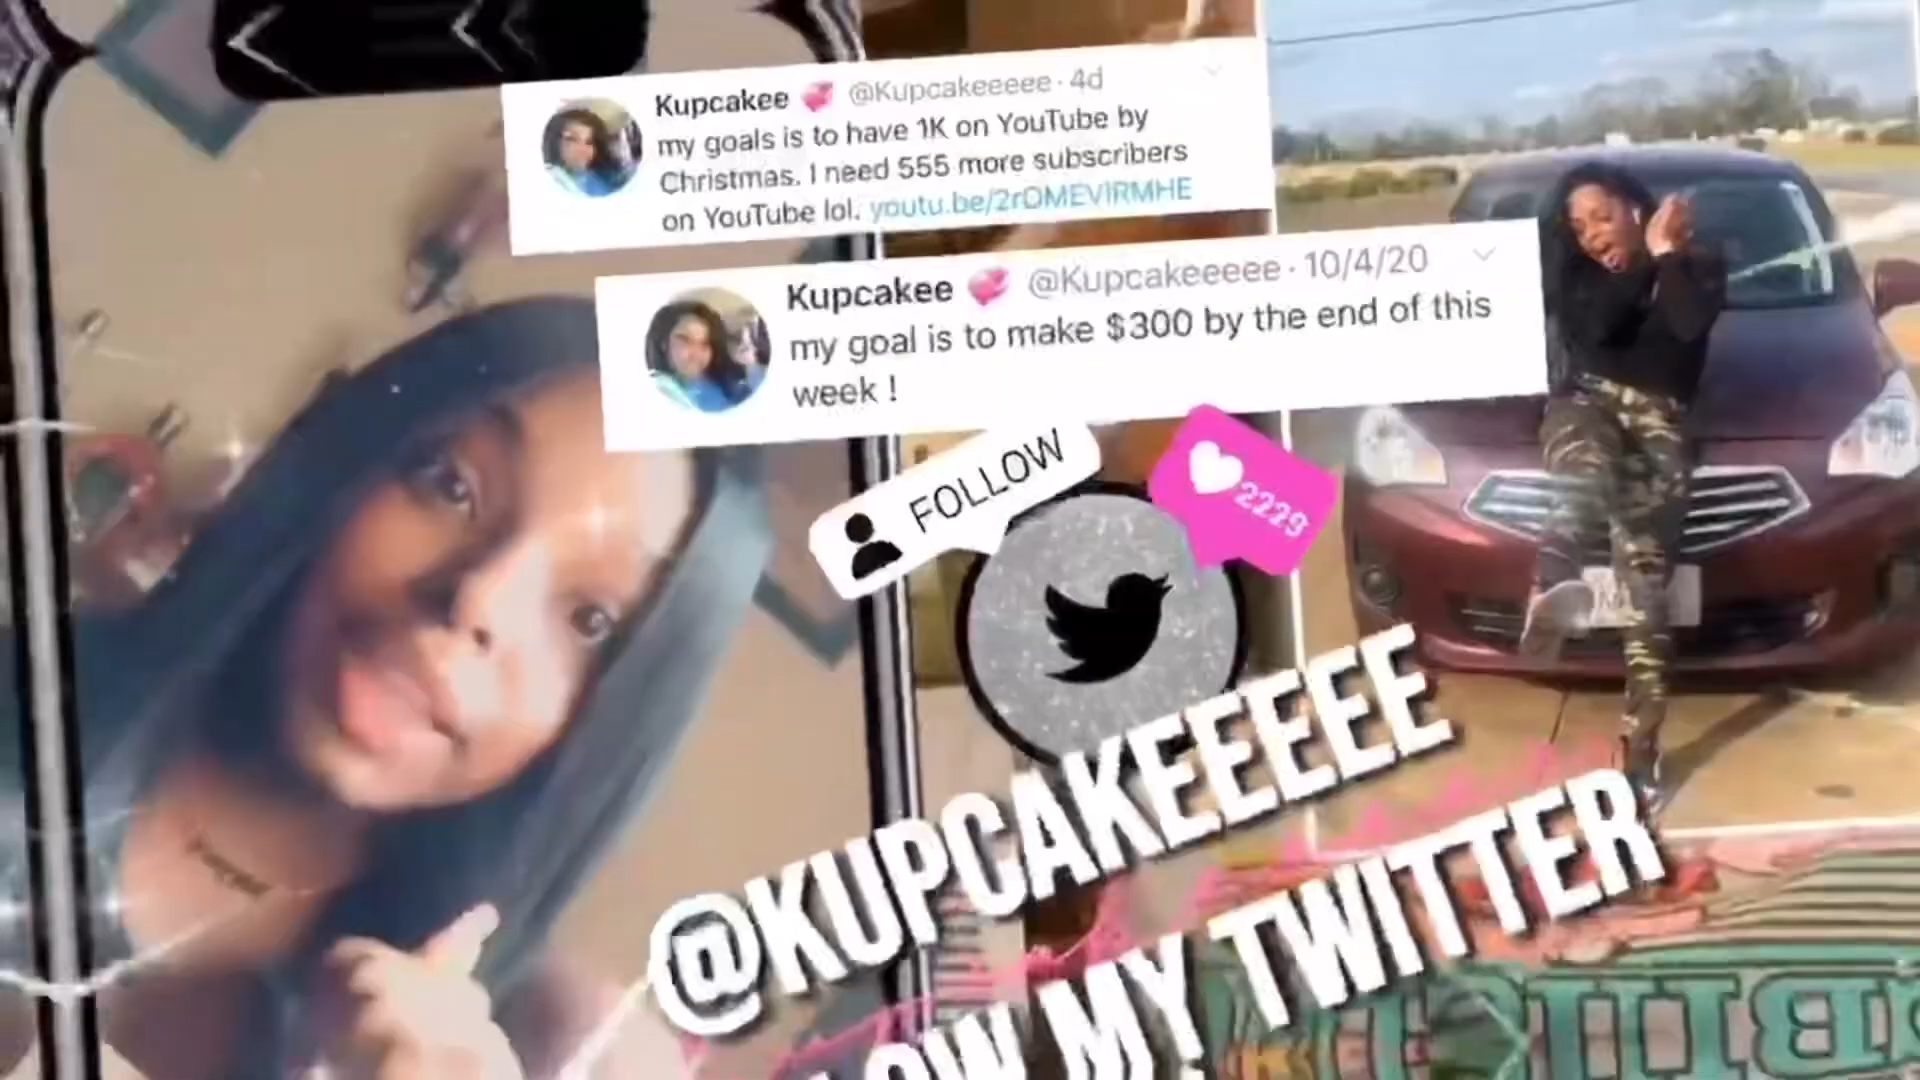 Kupcakee @Kupcakeeeee · 4d
my goals is to have 1K on YouTube by
Christmas. I need 555 more subscribers
on YouTube lol. youtu.be/2rOMEVIRMHE
Kupcakee @Kupcakeeeee · 10/4/20
my goal is to make $300 by the end of this
week !
FOLLOW
2229
@KUPCAKEEEEE
LOW MY TWITTER